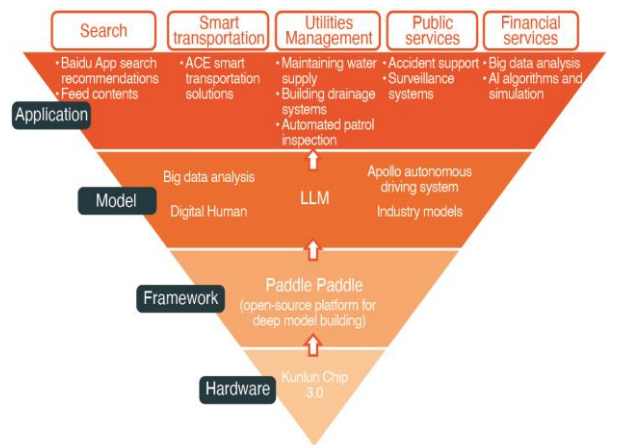 Search
Smart
transportation
Utilities
Management
Public
services
Financial
services
• Baidu App search
recommendations
• Feed contents
• ACE smart
transportation
solutions
• Maintaining water
supply
• Building drainage
systems
• Automated patrol
inspection
• Accident support
• Surveillance
systems
• Big data analysis
• AI algorithms and
simulation
Application
Model
Big data analysis
Digital Human
LLM
Apollo autonomous
driving system
Industry models
Framework
Paddle Paddle
(open-source platform for
deep model building)
Hardware
Kunlun Chip
3.0